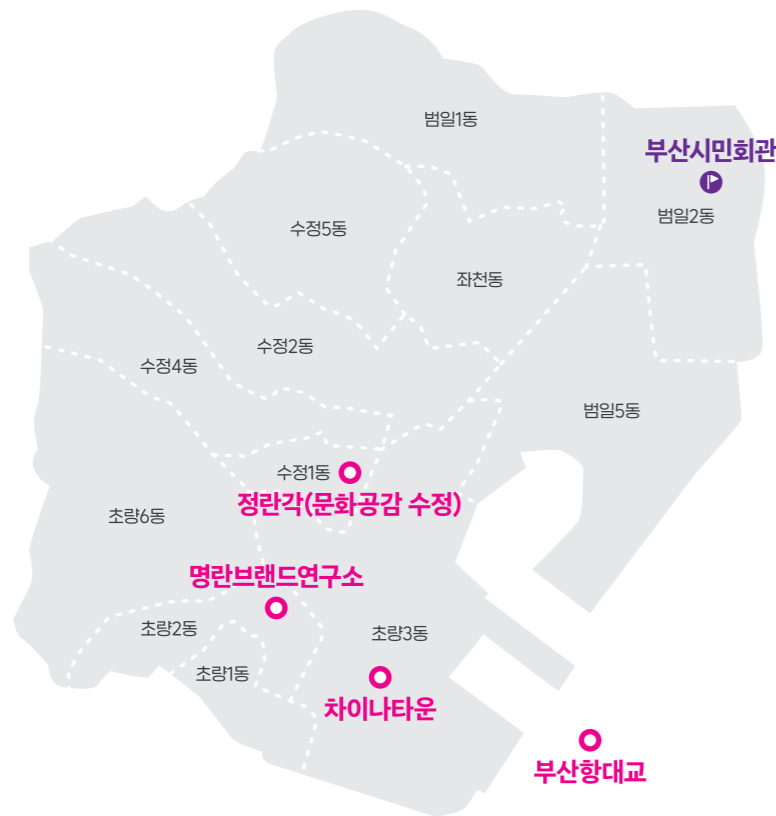 범일1동
부산시민회관
범일2동
수정5동
좌천동
수정2동
수정4동
범일5동
수정1동
정란각(문화공감 수정)
초량6동
명란브랜드연구소
초량2동
초량3동
초량1동
차이나타운
부산항대교